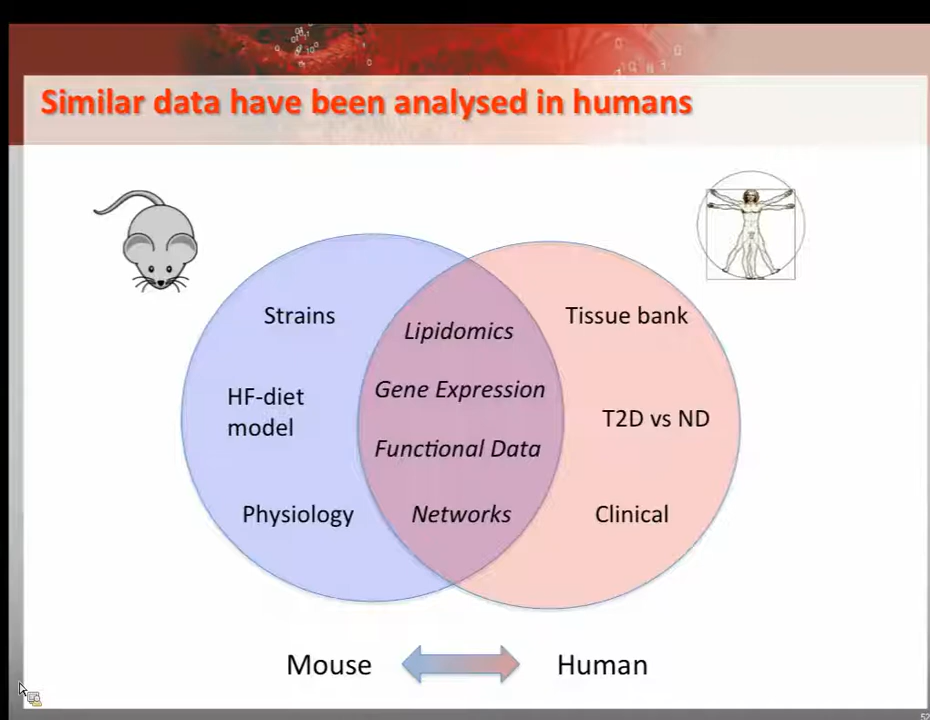 Similar data have been analysed in humans
Strains
Lipidomics
Tissue bank
HF-diet
model
Gene Expression
T2D vs ND
Functional Data
Physiology
Networks
Clinical
Mouse
Human